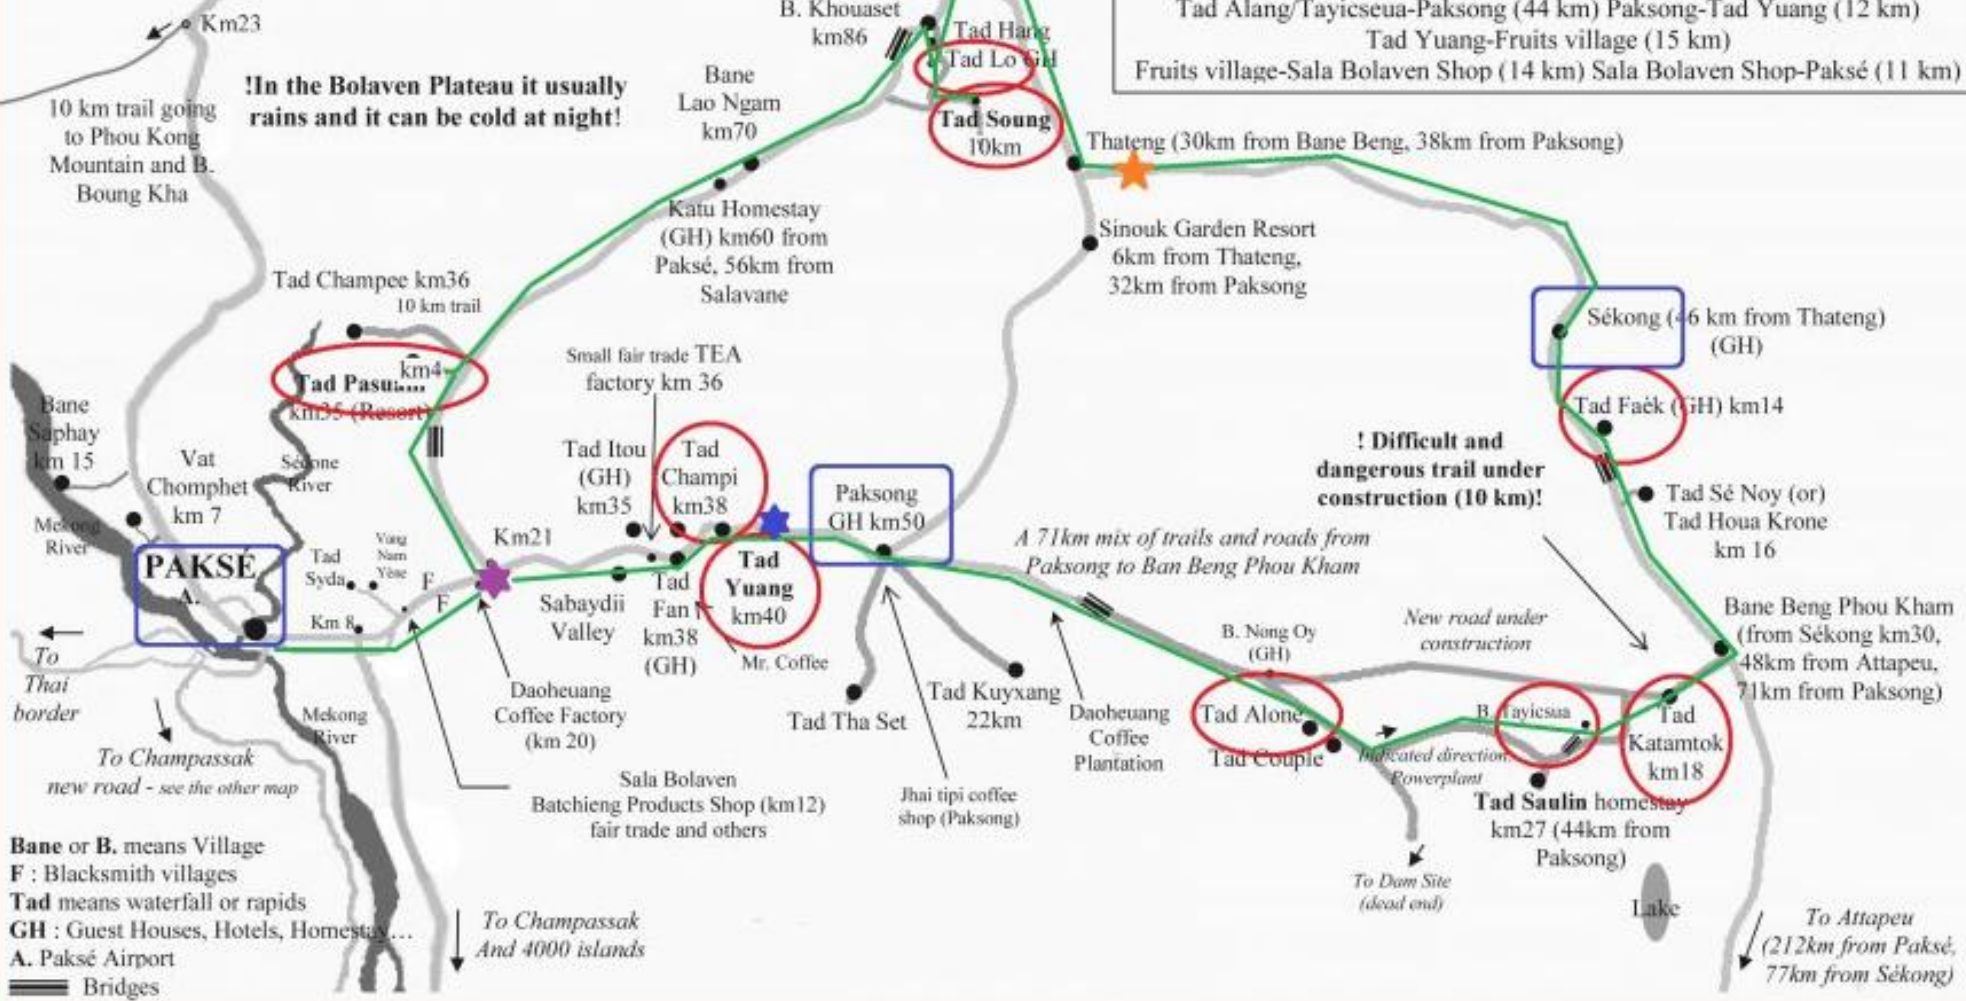 Km23
10 km trail going
to Phou Kong
Mountain and B.
Boung Kha
!In the Bolaven Plateau it usually
rains and it can be cold at night!
B. Khouaset
km86
Tad Hang
Tad Lo GH
Tad Soung
10km
Tad Alang/Tayicseua-Paksong (44 km) Paksong-Tad Yuang (12 km)
Tad Yuang-Fruits village (15 km)
Fruits village-Sala Bolaven Shop (14 km) Sala Bolaven Shop-Paksé (11 km)
Bane
Lao Ngam
km70
Thateng (30km from Bane Beng, 38km from Paksong)
Katu Homestay
(GH) km60 from
Paksé, 56km from
Salavane
Sinouk Garden Resort
6km from Thateng,
32km from Paksong
Tad Champee km36
10 km trail
km4
Tad Pasu....
km35 (Resort)
Sékong (46 km from Thateng)
(GH)
Tad Faék (GH) km14
Small fair trade TEA
factory km 36
Bane
Saphay
km 15
Vat
Chomphet
km 7
Sédone
River
Mekong
River
Tad Itou
(GH)
km35
Tad
Champi
km38
Paksong
GH km50
! Difficult and
dangerous trail under
construction (10 km)!
Tad Sé Noy (or)
Tad Houa Krone
km 16
A 71km mix of trails and roads from
Paksong to Ban Beng Phou Kham
PAKSÉ
A.
Tad
Syda
Vang
Nam
Yèse
F
F
Km21
Km 8
Sabaydii
Valley
Tad
Fan
km38
(GH)
Tad
Yuang
km40
Mr. Coffee
New road under
construction
B. Nong Oy
(GH)
Bane Beng Phou Kham
(from Sékong km30,
48km from Attapeu,
71km from Paksong)
To
Thai
border
Mekong
River
Daoheuang
Coffee Factory
(km 20)
Tad Tha Set
Tad Kuyxang
22km
Daoheuang
Coffee
Plantation
Tad Alone
Tad Couple
B. Tayicsua
Indicated direction:
Powerplant
Tad
Katamtok
km18
To Champassak
new road - see the other map
Sala Bolaven
Batchieng Products Shop (km12)
fair trade and others
Jhai tipi coffee
shop (Paksong)
Tad Saulin homestay
km27 (44km from
Paksong)
To Dam Site
(dead end)
Lake
Bane or B. means Village
F : Blacksmith villages
Tad means waterfall or rapids
GH : Guest Houses, Hotels, Homestay...
A. Paksé Airport
Bridges
To Champassak
And 4000 islands
To Attapeu
(212km from Paksé,
77km from Sékong)